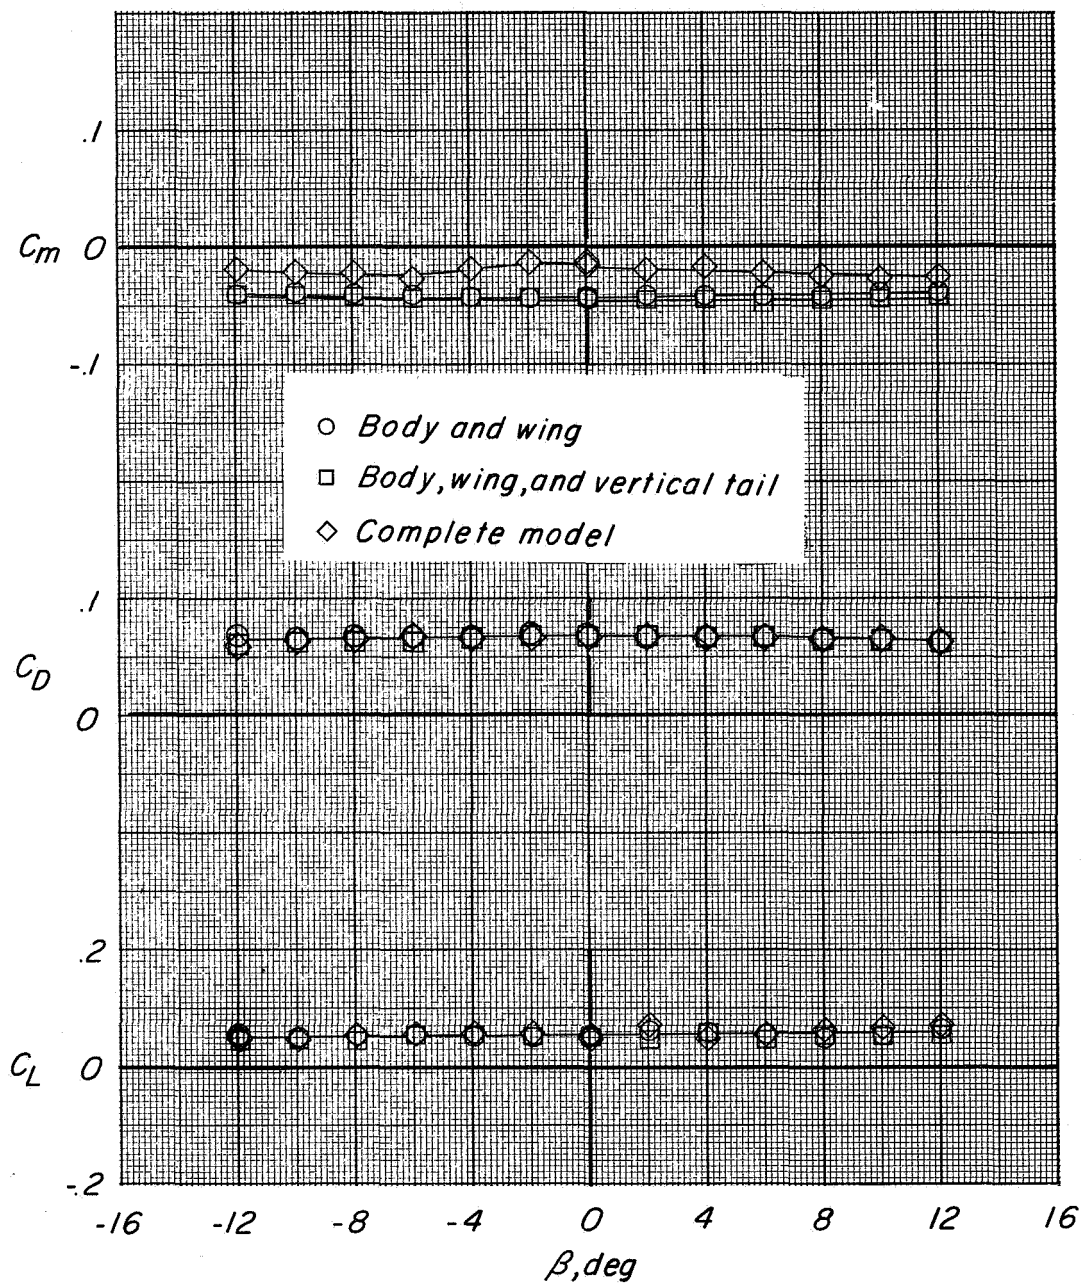 .1
Cm 0
-.1
○ Body and wing
□ Body, wing, and vertical tail
◇ Complete model
.1
CD
0
.2
CL 0
-.2
-16 -12 -8 -4 0 4 8 12 16
β, deg